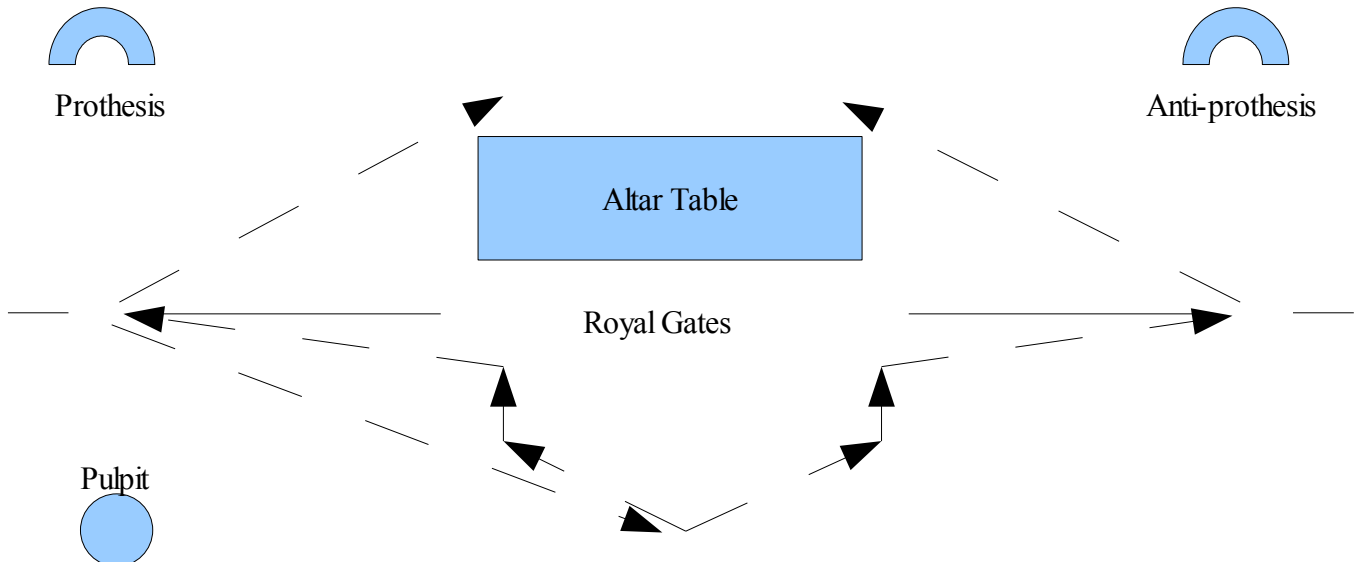 Prothesis
Anti-prothesis
Altar Table
Royal Gates
Pulpit